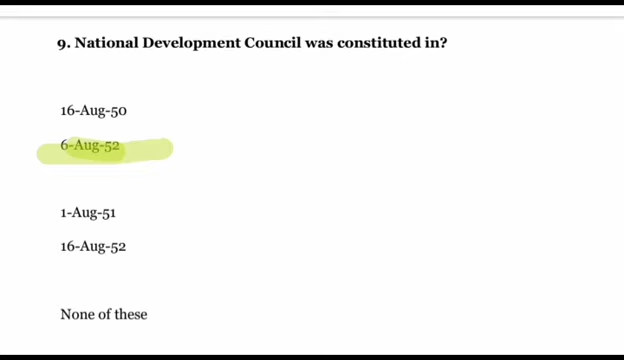 9. National Development Council was constituted in?
16-Aug-50
6-Aug-52
1-Aug-51
16-Aug-52
None of these